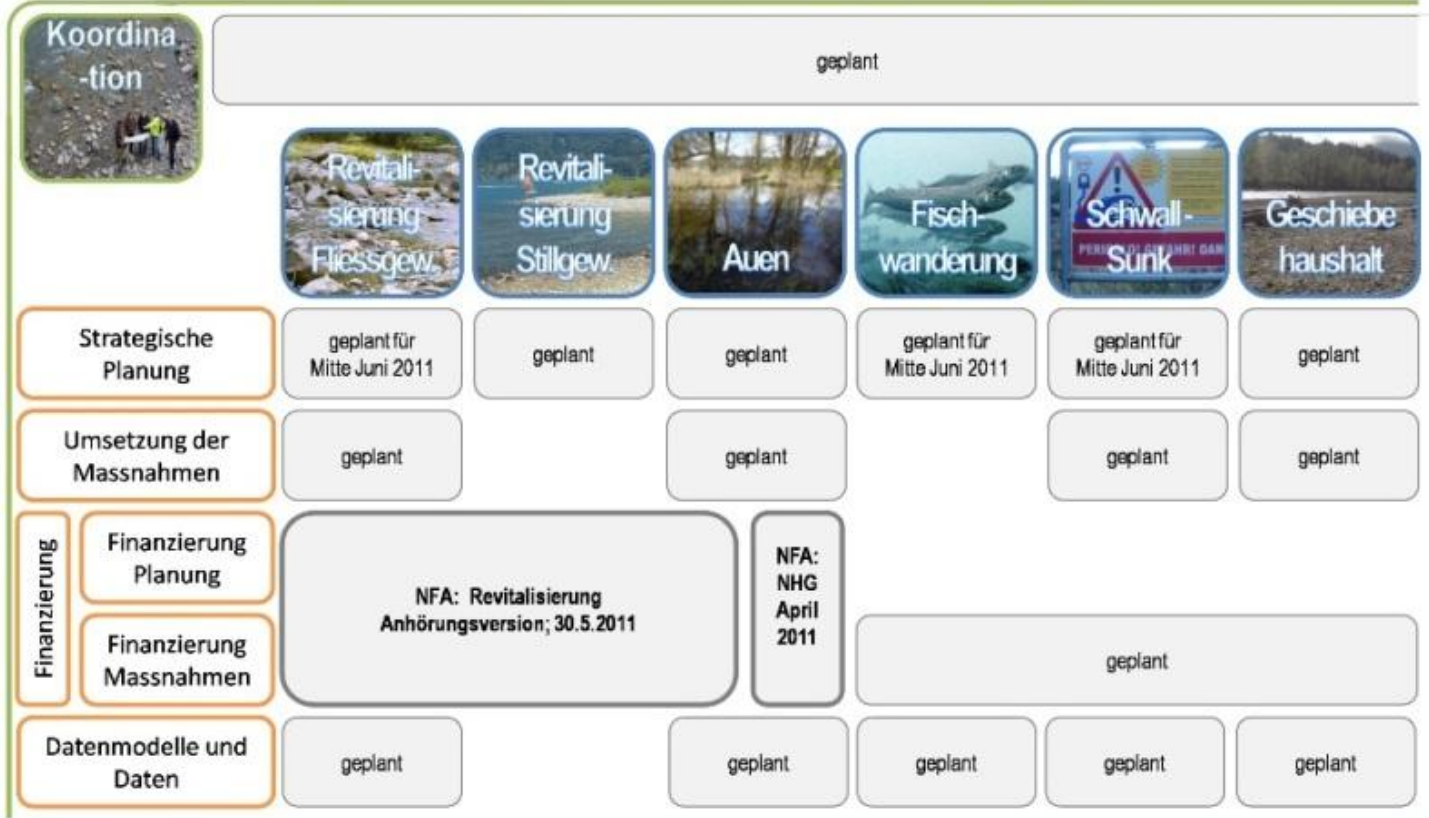 Koordina
-tion
geplant
Revitali-
sierung
Fliessgew.
Revitali-
sierung
Stillgew.
Auen
Fisch-
wanderung
Schwall-
Sunk
Geschiebe
haushalt
Strategische
Planung
geplant für
Mitte Juni 2011
geplant
geplant
geplant für
Mitte Juni 2011
geplant für
Mitte Juni 2011
geplant
Umsetzung der
Massnahmen
geplant
geplant
geplant
geplant
Finanzierung
Finanzierung
Planung
Finanzierung
Massnahmen
NFA: Revitalisierung
Anhörungsversion; 30.5.2011
NFA:
NHG
April
2011
geplant
Datenmodelle und
Daten
geplant
geplant
geplant
geplant
geplant